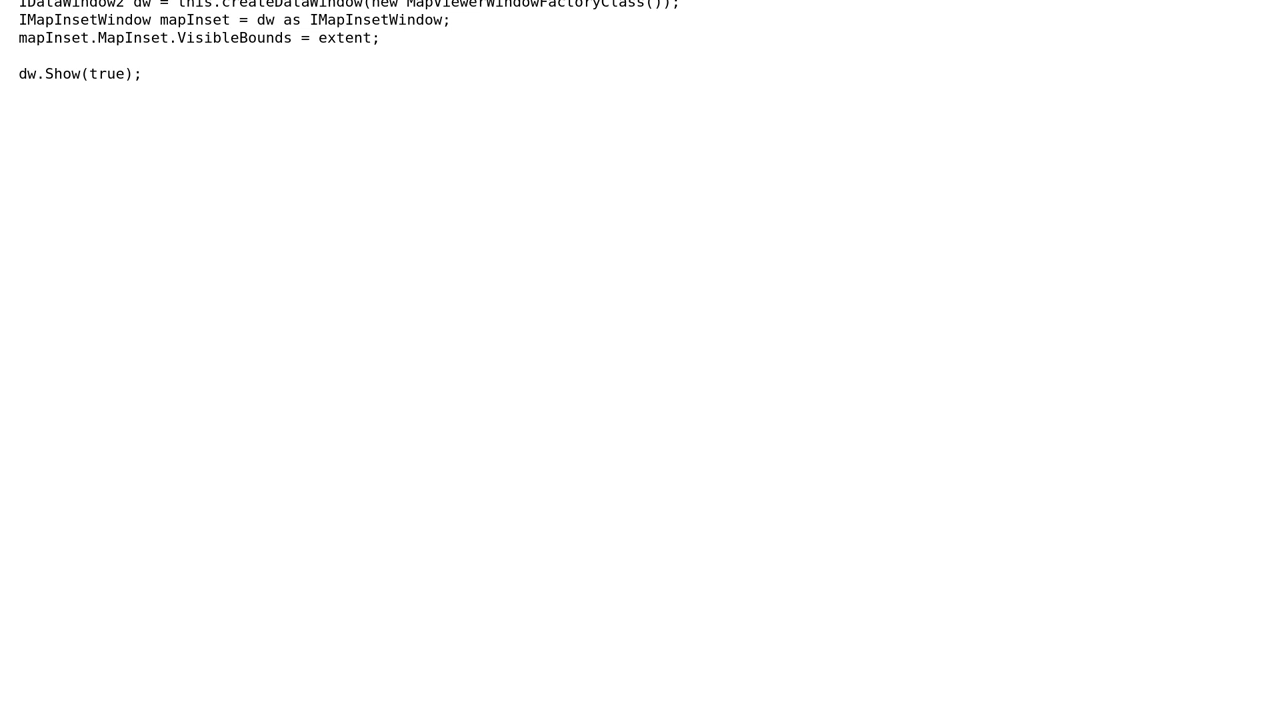 IDataWindow2 dw = this.createDataWindow(new MapViewerWindowFactoryClass());
IMapInsetWindow mapInset = dw as IMapInsetWindow;
mapInset.MapInset.VisibleBounds = extent;
dw.Show(true);